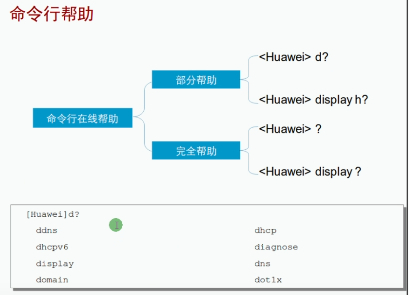 命令行帮助
命令行在线帮助
部分帮助
<Huawei> d?
<Huawei> display h?
完全帮助
<Huawei> ?
<Huawei> display ?
[Huawei]d?
ddns dhcp
dhcpv6 diagnose
display dns
domain dot1x